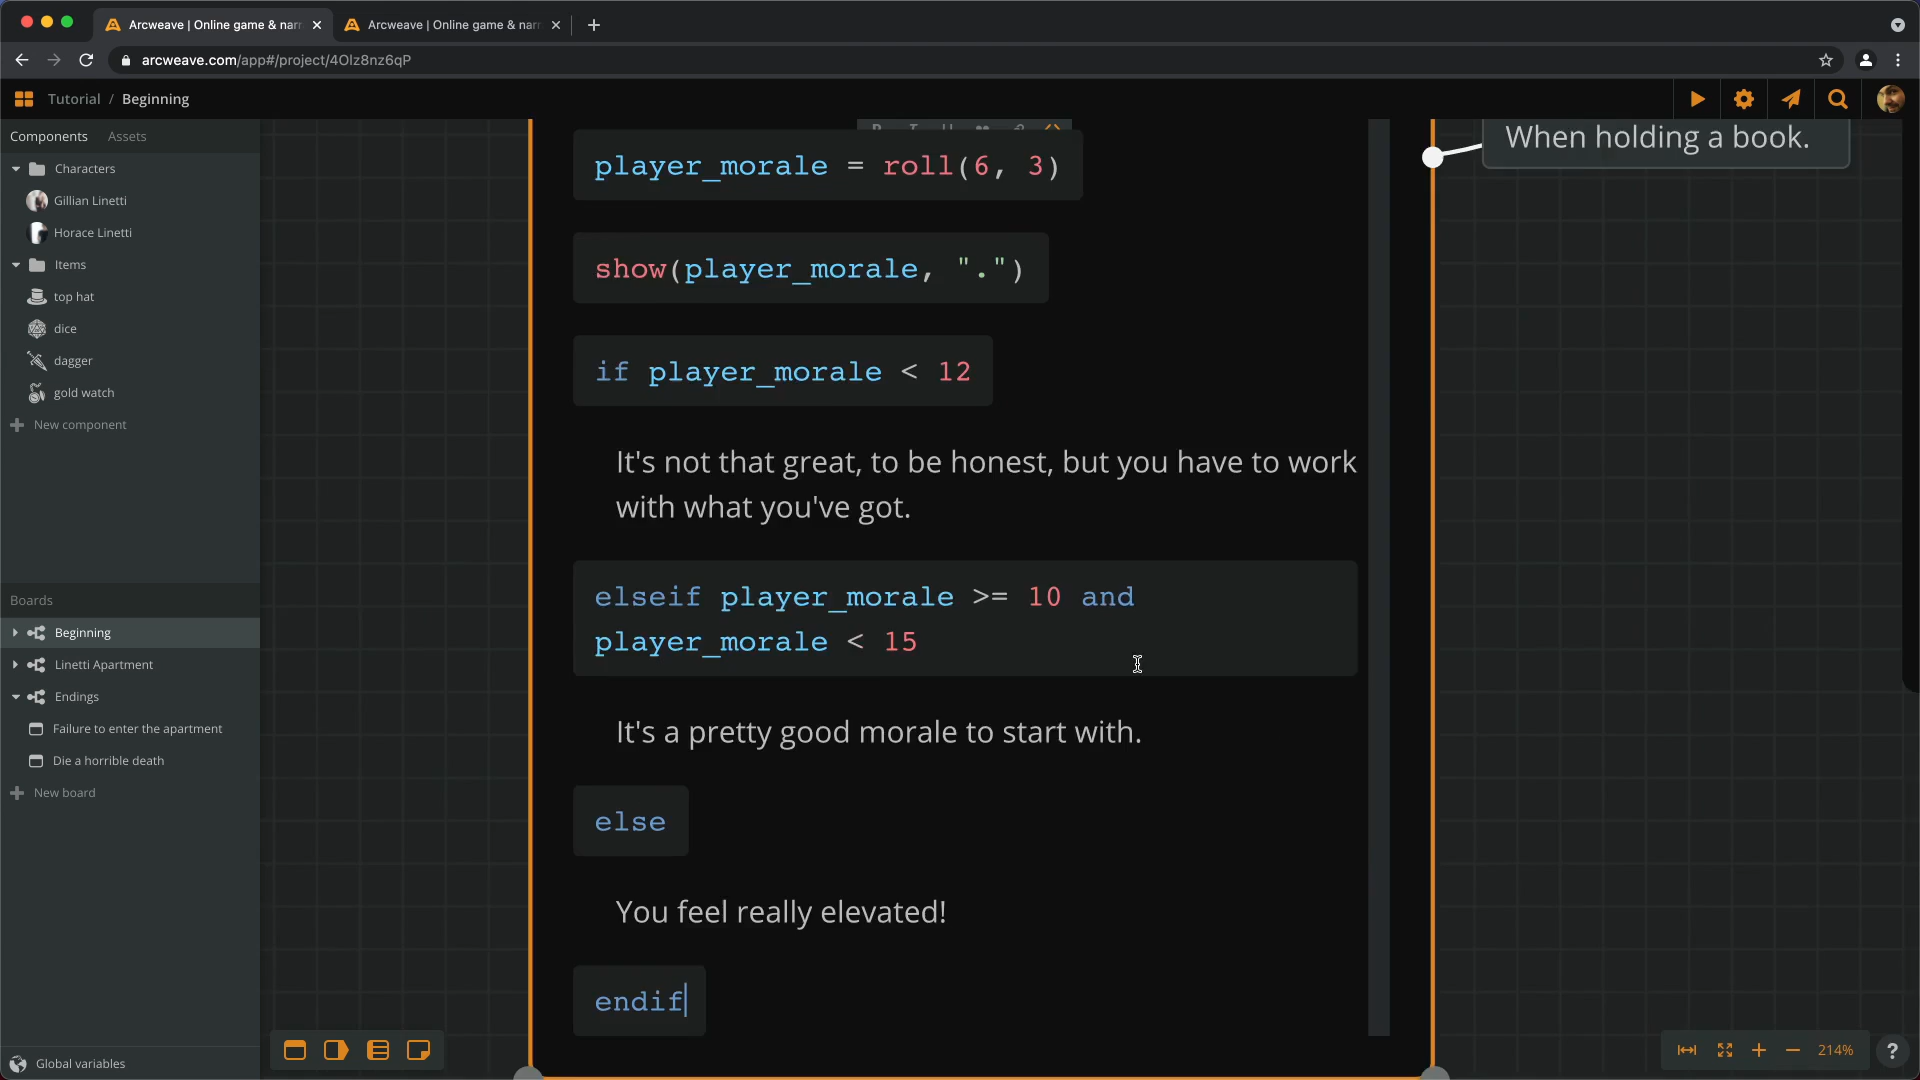 Arcweave | Online game & nar
Arcweave | Online game & nar
arcweave.com/app#/project/4OIz8nz6qP
Tutorial / Beginning
Components Assets
Characters
Gillian Linetti
Horace Linetti
Items
top hat
dice
dagger
gold watch
New component
Boards
Beginning
Linetti Apartment
Endings
Failure to enter the apartment
Die a horrible death
New board
Global variables
player_morale = roll(6, 3)
show(player_morale, ".")
if player_morale < 12
It's not that great, to be honest, but you have to work
with what you've got.
elseif player_morale >= 10 and
player_morale < 15
It's a pretty good morale to start with.
else
You feel really elevated!
endif
When holding a book.
214%